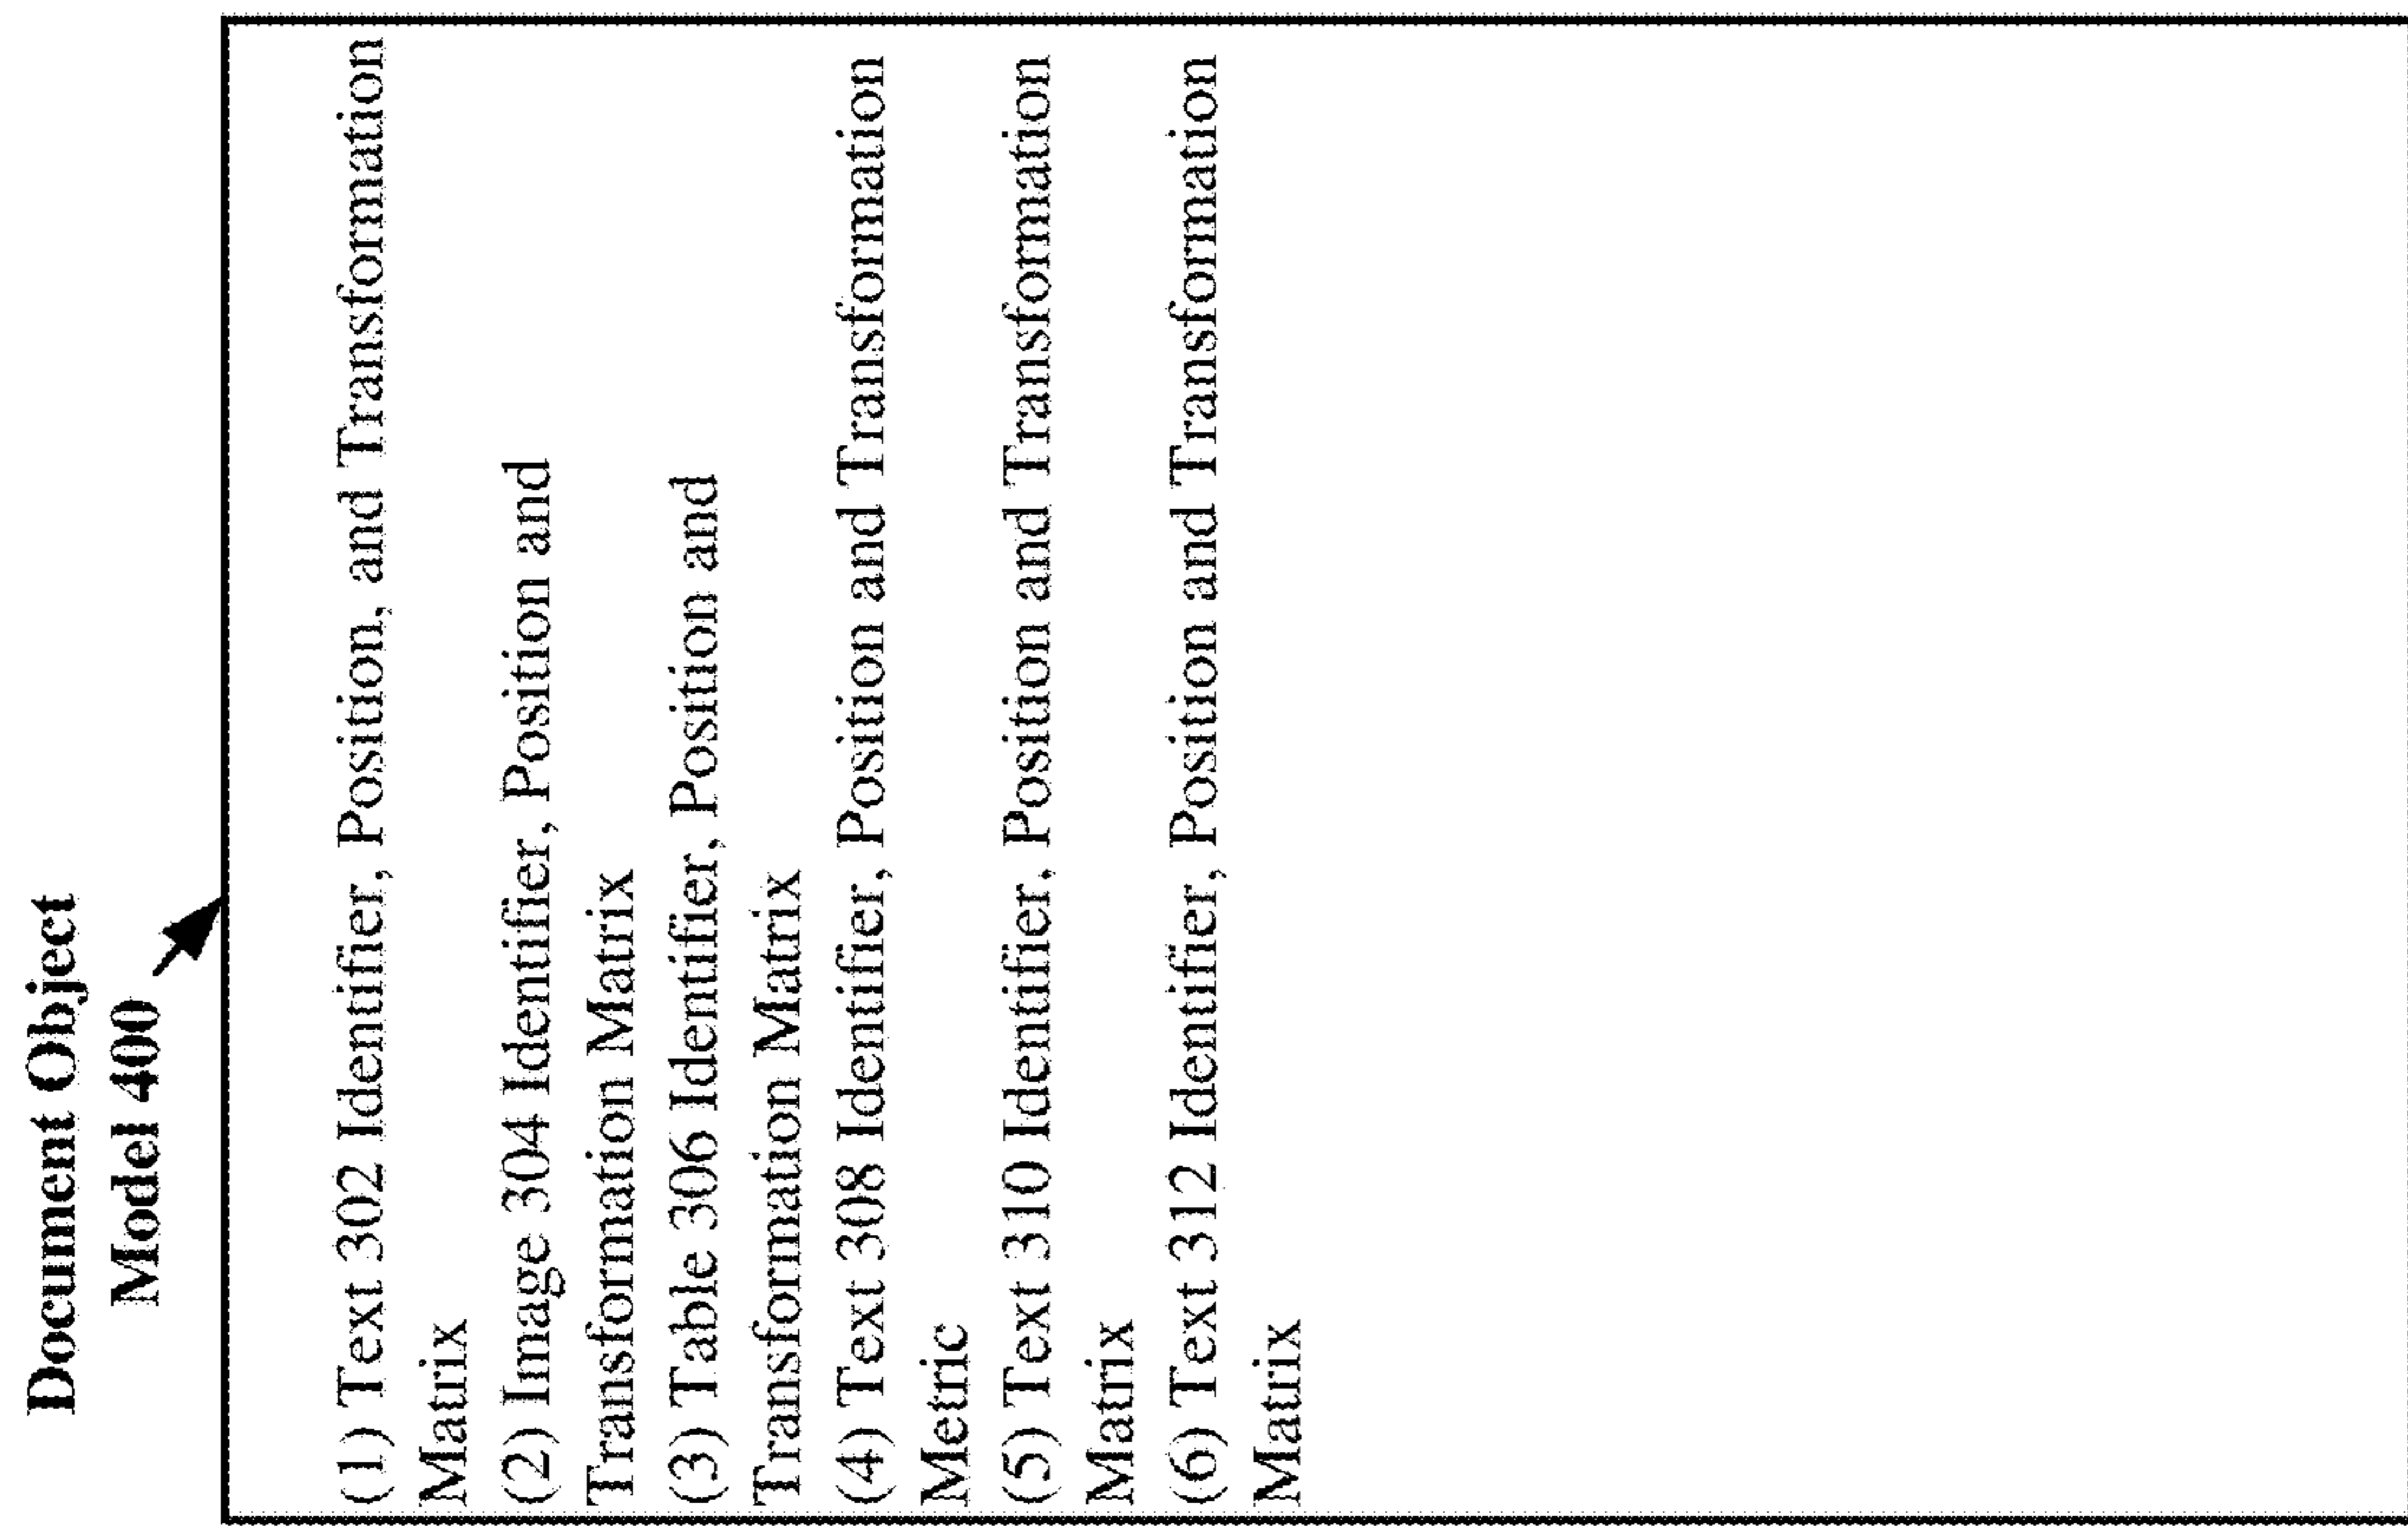 Document Object
Model 400
(1) Text 302 Identifier, Position, and Transformation
Matrix
(2) Image 304 Identifier, Position and
Transformation Matrix
(3) Table 306 Identifier, Position and
Transformation Matrix
(4) Text 308 Identifier, Position and Transformation
Metric
(5) Text 310 Identifier, Position and Transformation
Matrix
(6) Text 312 Identifier, Position and Transformation
Matrix